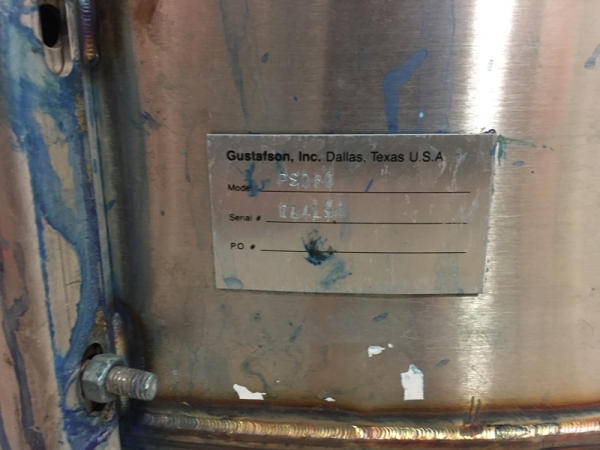 Gustafson, Inc. Dallas, Texas U.S.A
Model
Serial #
P.O. #